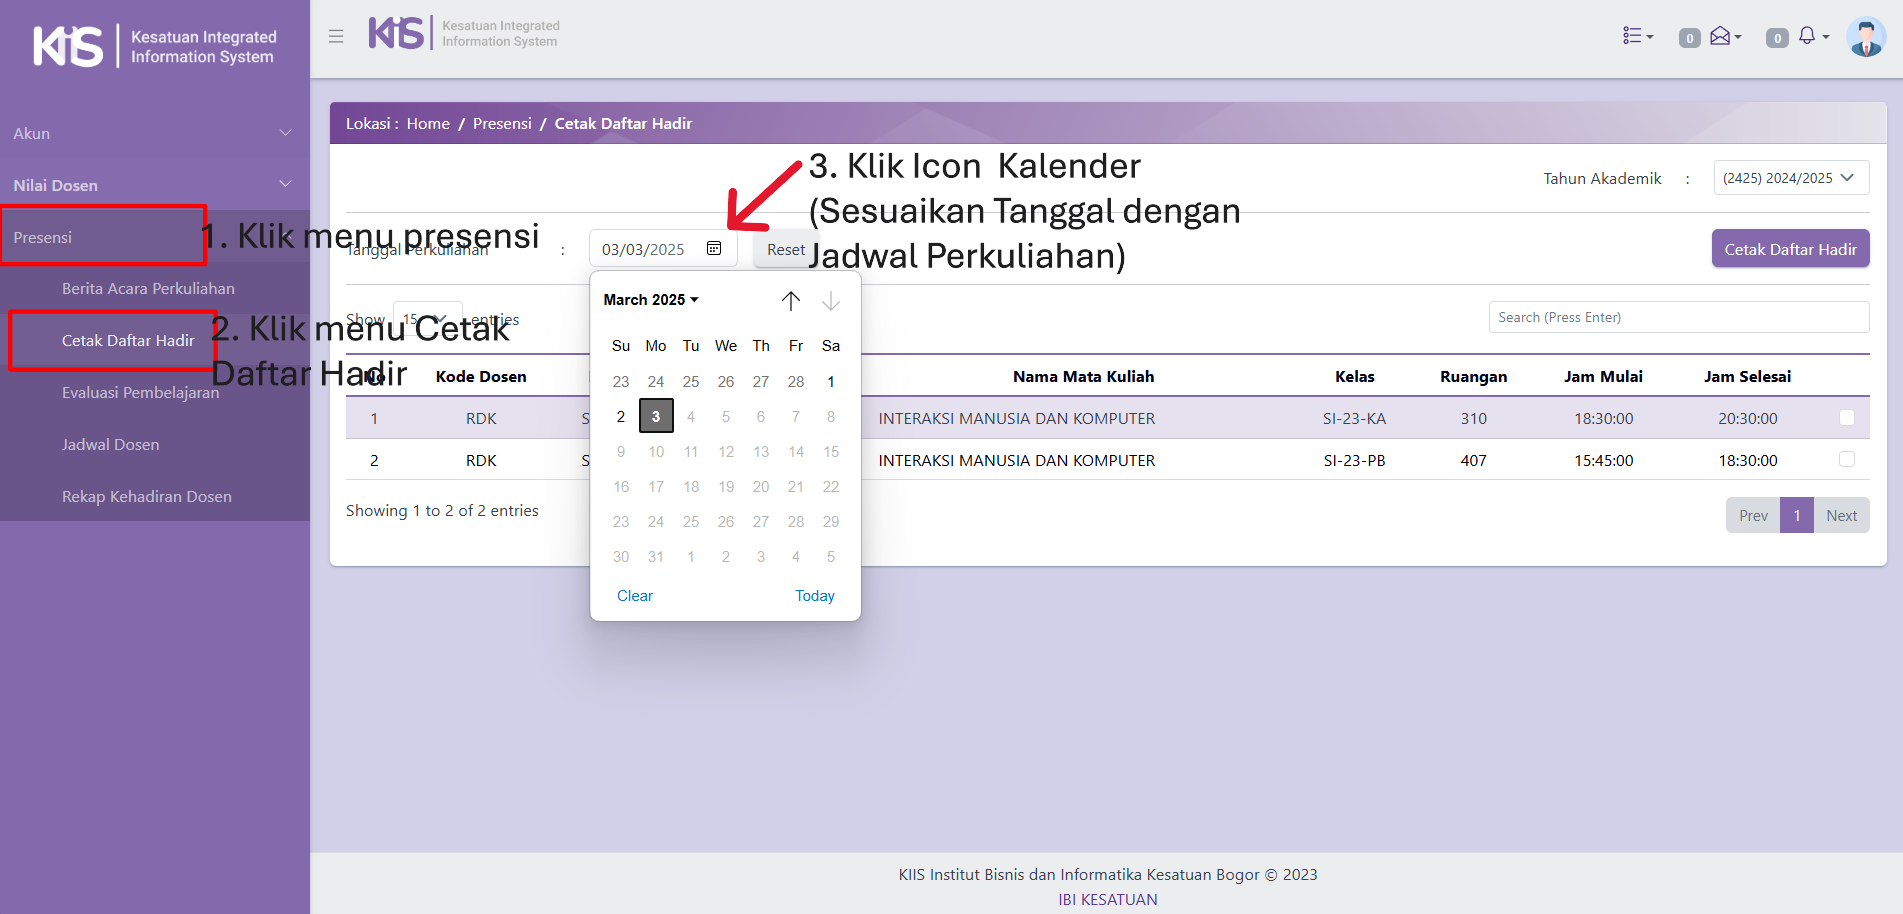 KiiS | Kesatuan Integrated
Information System
KiiS | Kesatuan Integrated
Information System
0
0
Akun
Nilai Dosen
Presensi
Berita Acara Perkuliahan
Cetak Daftar Hadir
Evaluasi Pembelajaran
Jadwal Dosen
Rekap Kehadiran Dosen
1. Klik menu presensi
2. Klik menu Cetak
Daftar Hadir
Lokasi : Home / Presensi / Cetak Daftar Hadir
3. Klik Icon Kalender
(Sesuaikan Tanggal dengan
Jadwal Perkuliahan)
Tahun Akademik : (2425) 2024/2025
Tanggal Perkuliahan : 03/03/2025 Reset
Cetak Daftar Hadir
Show 15 entries
Search (Press Enter)
March 2025
Su Mo Tu We Th Fr Sa
23 24 25 26 27 28 1
2 3 4 5 6 7 8
9 10 11 12 13 14 15
16 17 18 19 20 21 22
23 24 25 26 27 28 29
30 31 1 2 3 4 5
Clear Today
No Kode Dosen Nama Mata Kuliah Kelas Ruangan Jam Mulai Jam Selesai
1 RDK S INTERAKSI MANUSIA DAN KOMPUTER SI-23-KA 310 18:30:00 20:30:00
2 RDK S INTERAKSI MANUSIA DAN KOMPUTER SI-23-PB 407 15:45:00 18:30:00
Showing 1 to 2 of 2 entries
Prev 1 Next
KIIS Institut Bisnis dan Informatika Kesatuan Bogor © 2023
IBI KESATUAN